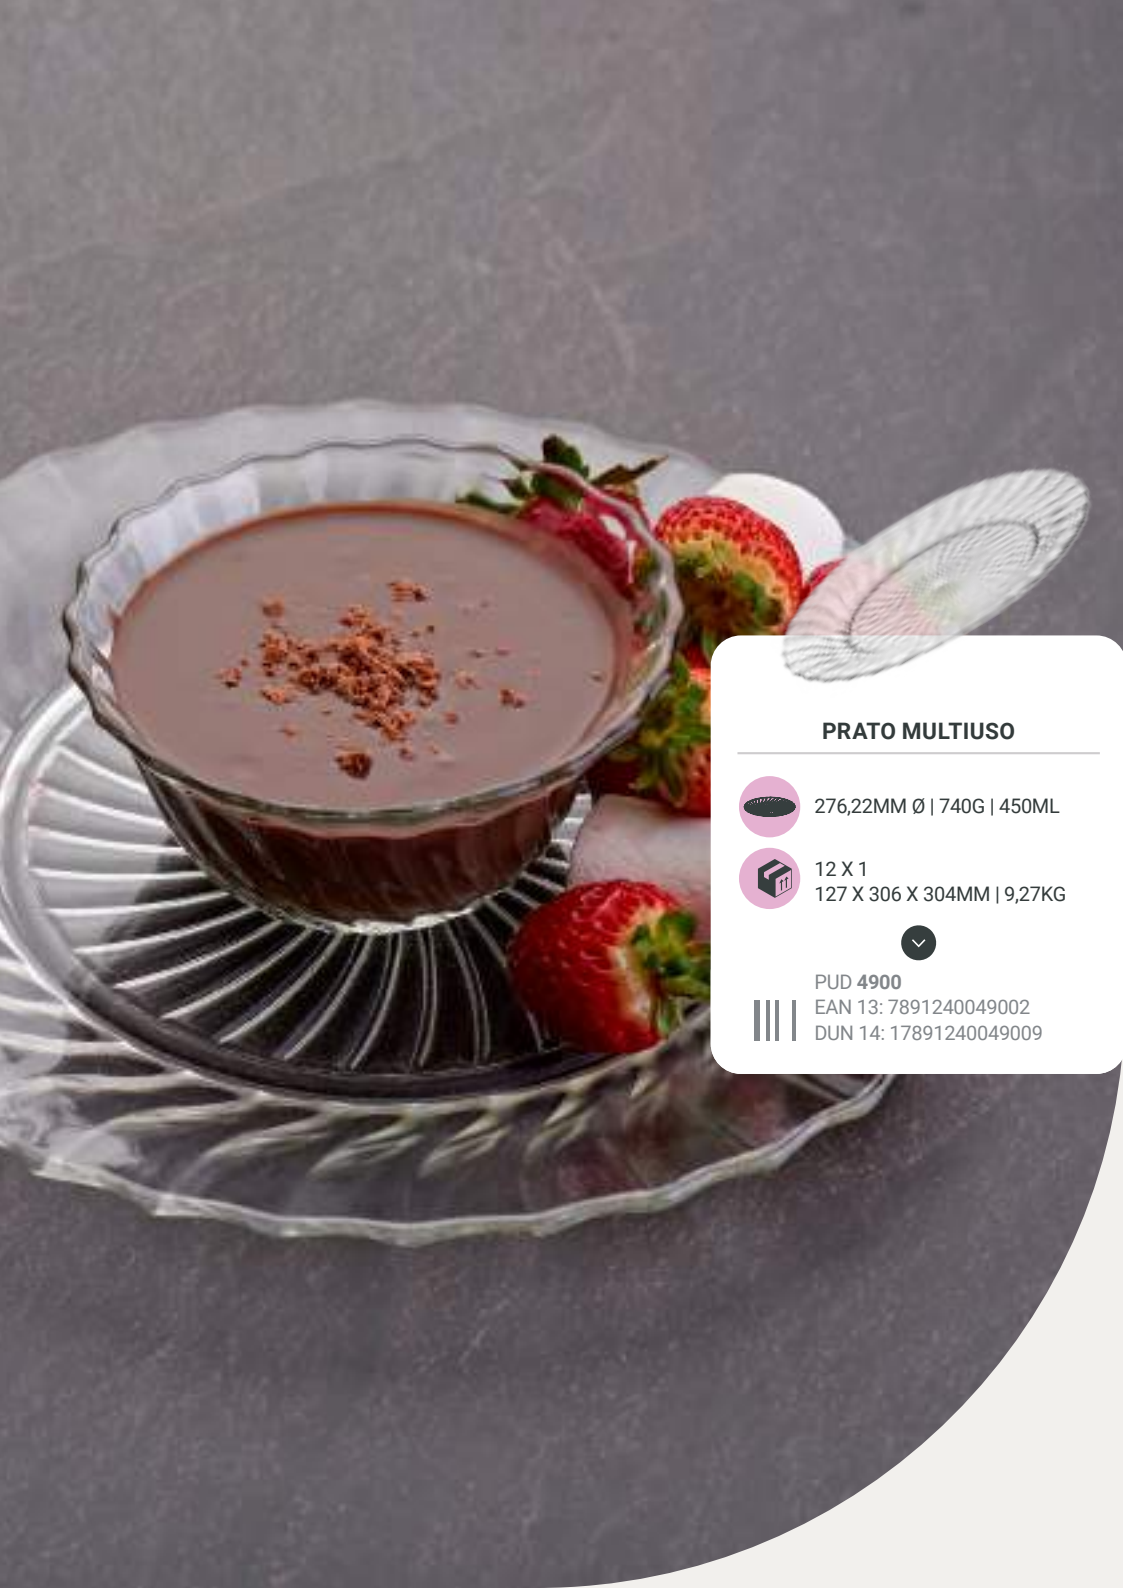 PRATO MULTIUSO
276,22MM Ø | 740G | 450ML
12 X 1
127 X 306 X 304MM | 9,27KG
PUD 4900
EAN 13: 7891240049002
DUN 14: 17891240049009